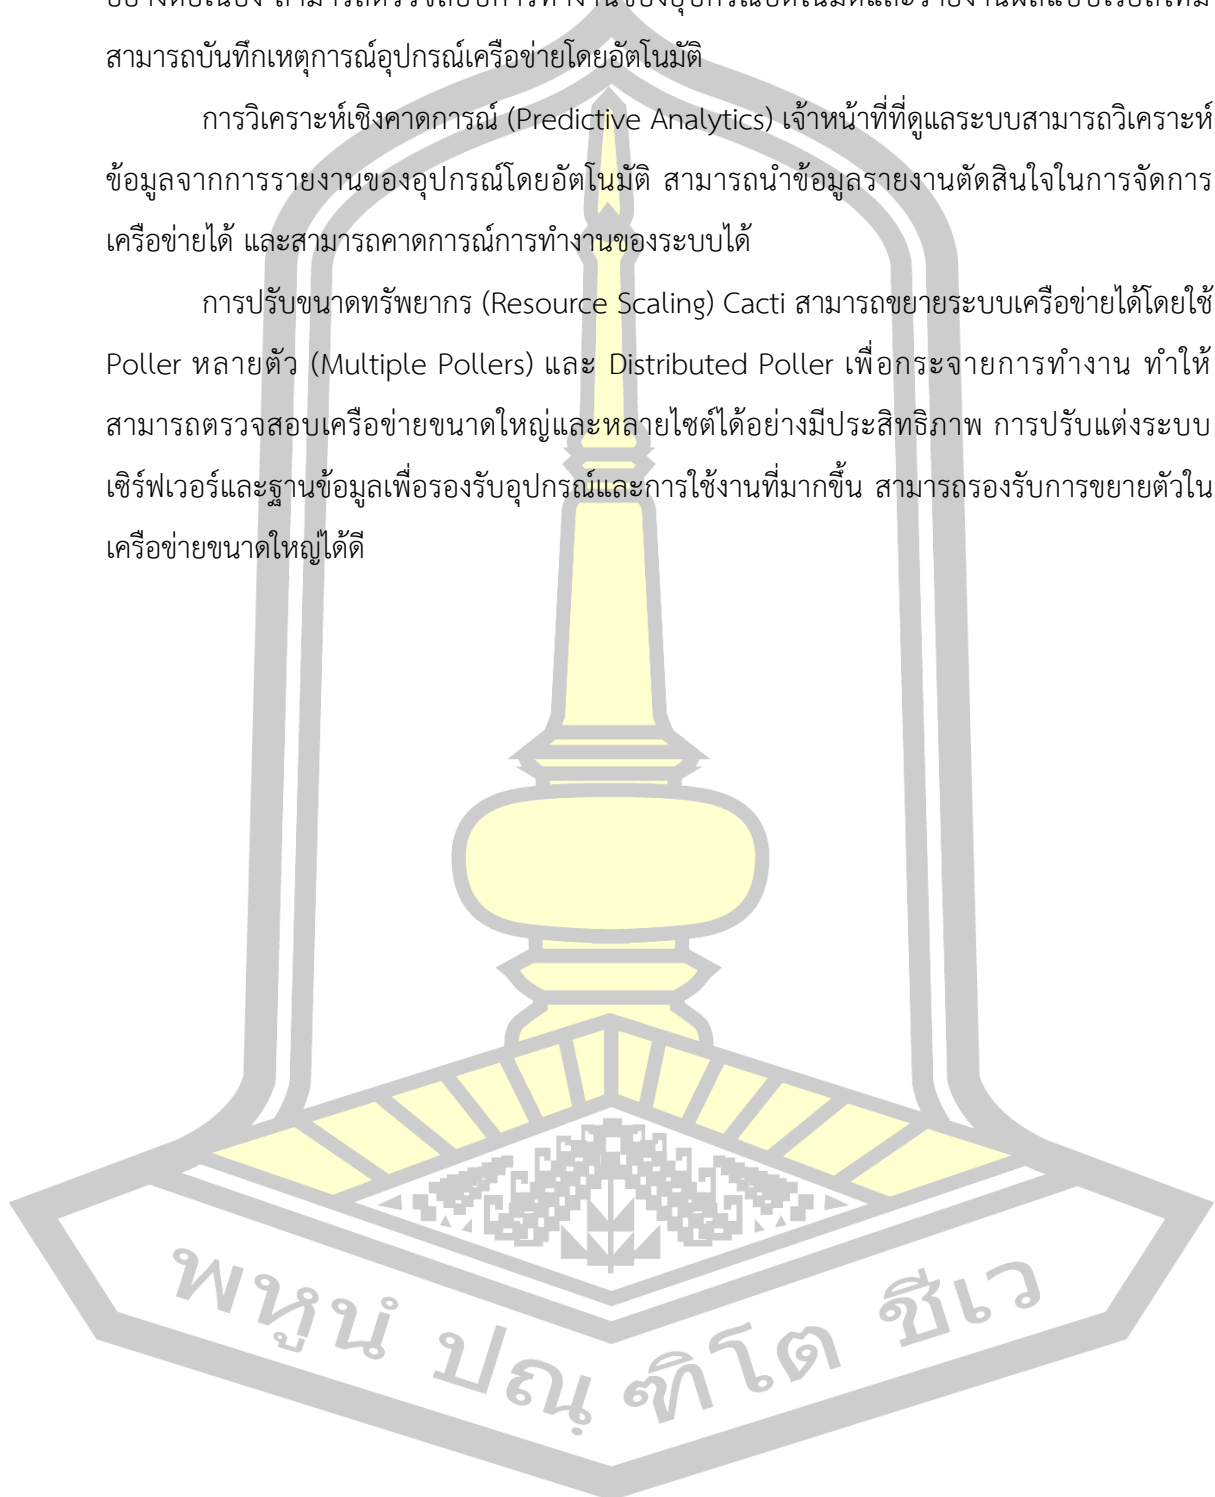 สามารถบันทึกเหตุการณ์อุปกรณ์เครือข่ายโดยอัตโนมัติ
การวิเคราะห์เชิงคาดการณ์ (Predictive Analytics) เจ้าหน้าที่ที่ดูแลระบบสามารถวิเคราะห์
ข้อมูลจากการรายงานของอุปกรณ์โดยอัตโนมัติ สามารถนำข้อมูลรายงานตัดสินใจในการจัดการ
เครือข่ายได้ และสามารถคาดการณ์การทำงานของระบบได้
การปรับขนาดทรัพยากร (Resource Scaling) Cacti สามารถขยายระบบเครือข่ายได้โดยใช้
Poller หลายตัว (Multiple Pollers) และ Distributed Poller เพื่อกระจายการทำงาน ทำให้
สามารถตรวจสอบเครือข่ายขนาดใหญ่และหลายไซต์ได้อย่างมีประสิทธิภาพ การปรับแต่งระบบ
เซิร์ฟเวอร์และฐานข้อมูลเพื่อรองรับอุปกรณ์และการใช้งานที่มากขึ้น สามารถรองรับการขยายตัวใน
เครือข่ายขนาดใหญ่ได้ดี
พหูนํ ปณฺฑิโต ชีเว